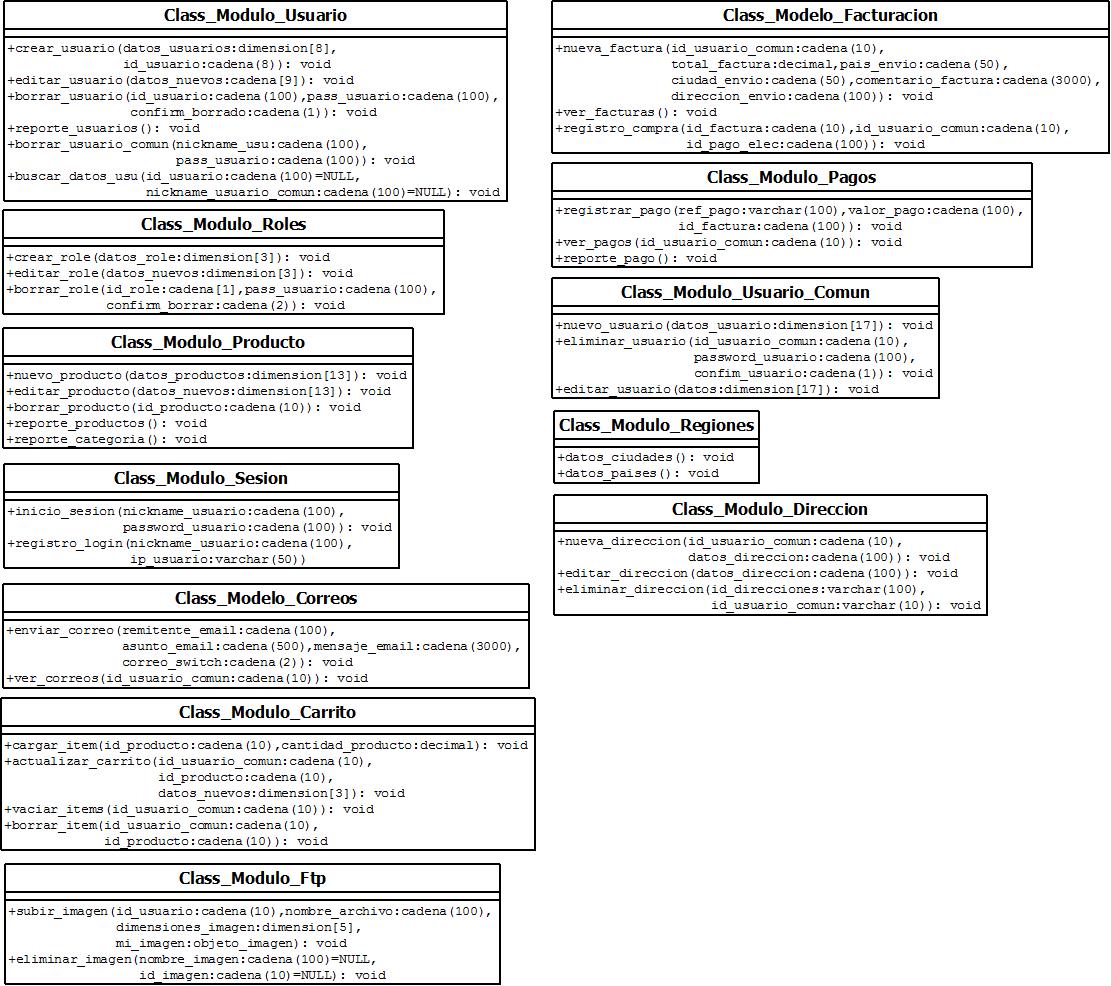 Class_Modulo_Usuario
+crear_usuario(datos_usuarios:dimension[8],
id_usuario:cadena(8)): void
+editar_usuario(datos_nuevos:cadena[9]): void
+borrar_usuario(id_usuario:cadena(100),pass_usuario:cadena(100),
confirm_borrado:cadena(1)): void
+reporte_usuarios(): void
+borrar_usuario_comun(nickname_usu:cadena(100),
pass_usuario:cadena(100)): void
+buscar_datos_usu(id_usuario:cadena(100)=NULL,
nickname_usuario_comun:cadena(100)=NULL): void
Class_Modulo_Roles
+crear_role(datos_role:dimension[3]): void
+editar_role(datos_nuevos:dimension[3]): void
+borrar_role(id_role:cadena[1],pass_usuario:cadena(100),
confirm_borrar:cadena(2)): void
Class_Modulo_Producto
+nuevo_producto(datos_productos:dimension[13]): void
+editar_producto(datos_nuevos:dimension[13]): void
+borrar_producto(id_producto:cadena(10)): void
+reporte_productos(): void
+reporte_categoria(): void
Class_Modulo_Sesion
+inicio_sesion(nickname_usuario:cadena(100),
password_usuario:cadena(100)): void
+registro_login(nickname_usuario:cadena(100),
ip_usuario:varchar(50))
Class_Modelo_Correos
+enviar_correo(remitente_email:cadena(100),
asunto_email:cadena(500),mensaje_email:cadena(3000),
correo_switch:cadena(2)): void
+ver_correos(id_usuario_comun:cadena(10)): void
Class_Modulo_Carrito
+cargar_item(id_producto:cadena(10),cantidad_producto:decimal): void
+actualizar_carrito(id_usuario_comun:cadena(10),
id_producto:cadena(10),
datos_nuevos:dimension[3]): void
+vaciar_items(id_usuario_comun:cadena(10)): void
+borrar_item(id_usuario_comun:cadena(10),
id_producto:cadena(10)): void
Class_Modulo_Ftp
+subir_imagen(id_usuario:cadena(10),nombre_archivo:cadena(100),
dimensiones_imagen:dimension[5],
mi_imagen:objeto_imagen): void
+eliminar_imagen(nombre_imagen:cadena(100)=NULL,
id_imagen:cadena(10)=NULL): void
Class_Modelo_Facturacion
+nueva_factura(id_usuario_comun:cadena(10),
total_factura:decimal,pais_envio:cadena(50),
ciudad_envio:cadena(50),comentario_factura:cadena(3000),
direccion_envio:cadena(100)): void
+ver_facturas(): void
+registro_compra(id_factura:cadena(10),id_usuario_comun:cadena(10),
id_pago_elec:cadena(100)): void
Class_Modulo_Pagos
+registrar_pago(ref_pago:varchar(100),valor_pago:cadena(100),
id_factura:cadena(100)): void
+ver_pagos(id_usuario_comun:cadena(10)): void
+reporte_pago(): void
Class_Modulo_Usuario_Comun
+nuevo_usuario(datos_usuario:dimension[17]): void
+eliminar_usuario(id_usuario_comun:cadena(10),
password_usuario:cadena(100),
confim_usuario:cadena(1)): void
+editar_usuario(datos:dimension[17]): void
Class_Modulo_Regiones
+datos_ciudades(): void
+datos_paises(): void
Class_Modulo_Direccion
+nueva_direccion(id_usuario_comun:cadena(10),
datos_direccion:cadena(100)): void
+editar_direccion(datos_direccion:cadena(100)): void
+eliminar_direccion(id_direcciones:varchar(100),
id_usuario_comun:varchar(10)): void